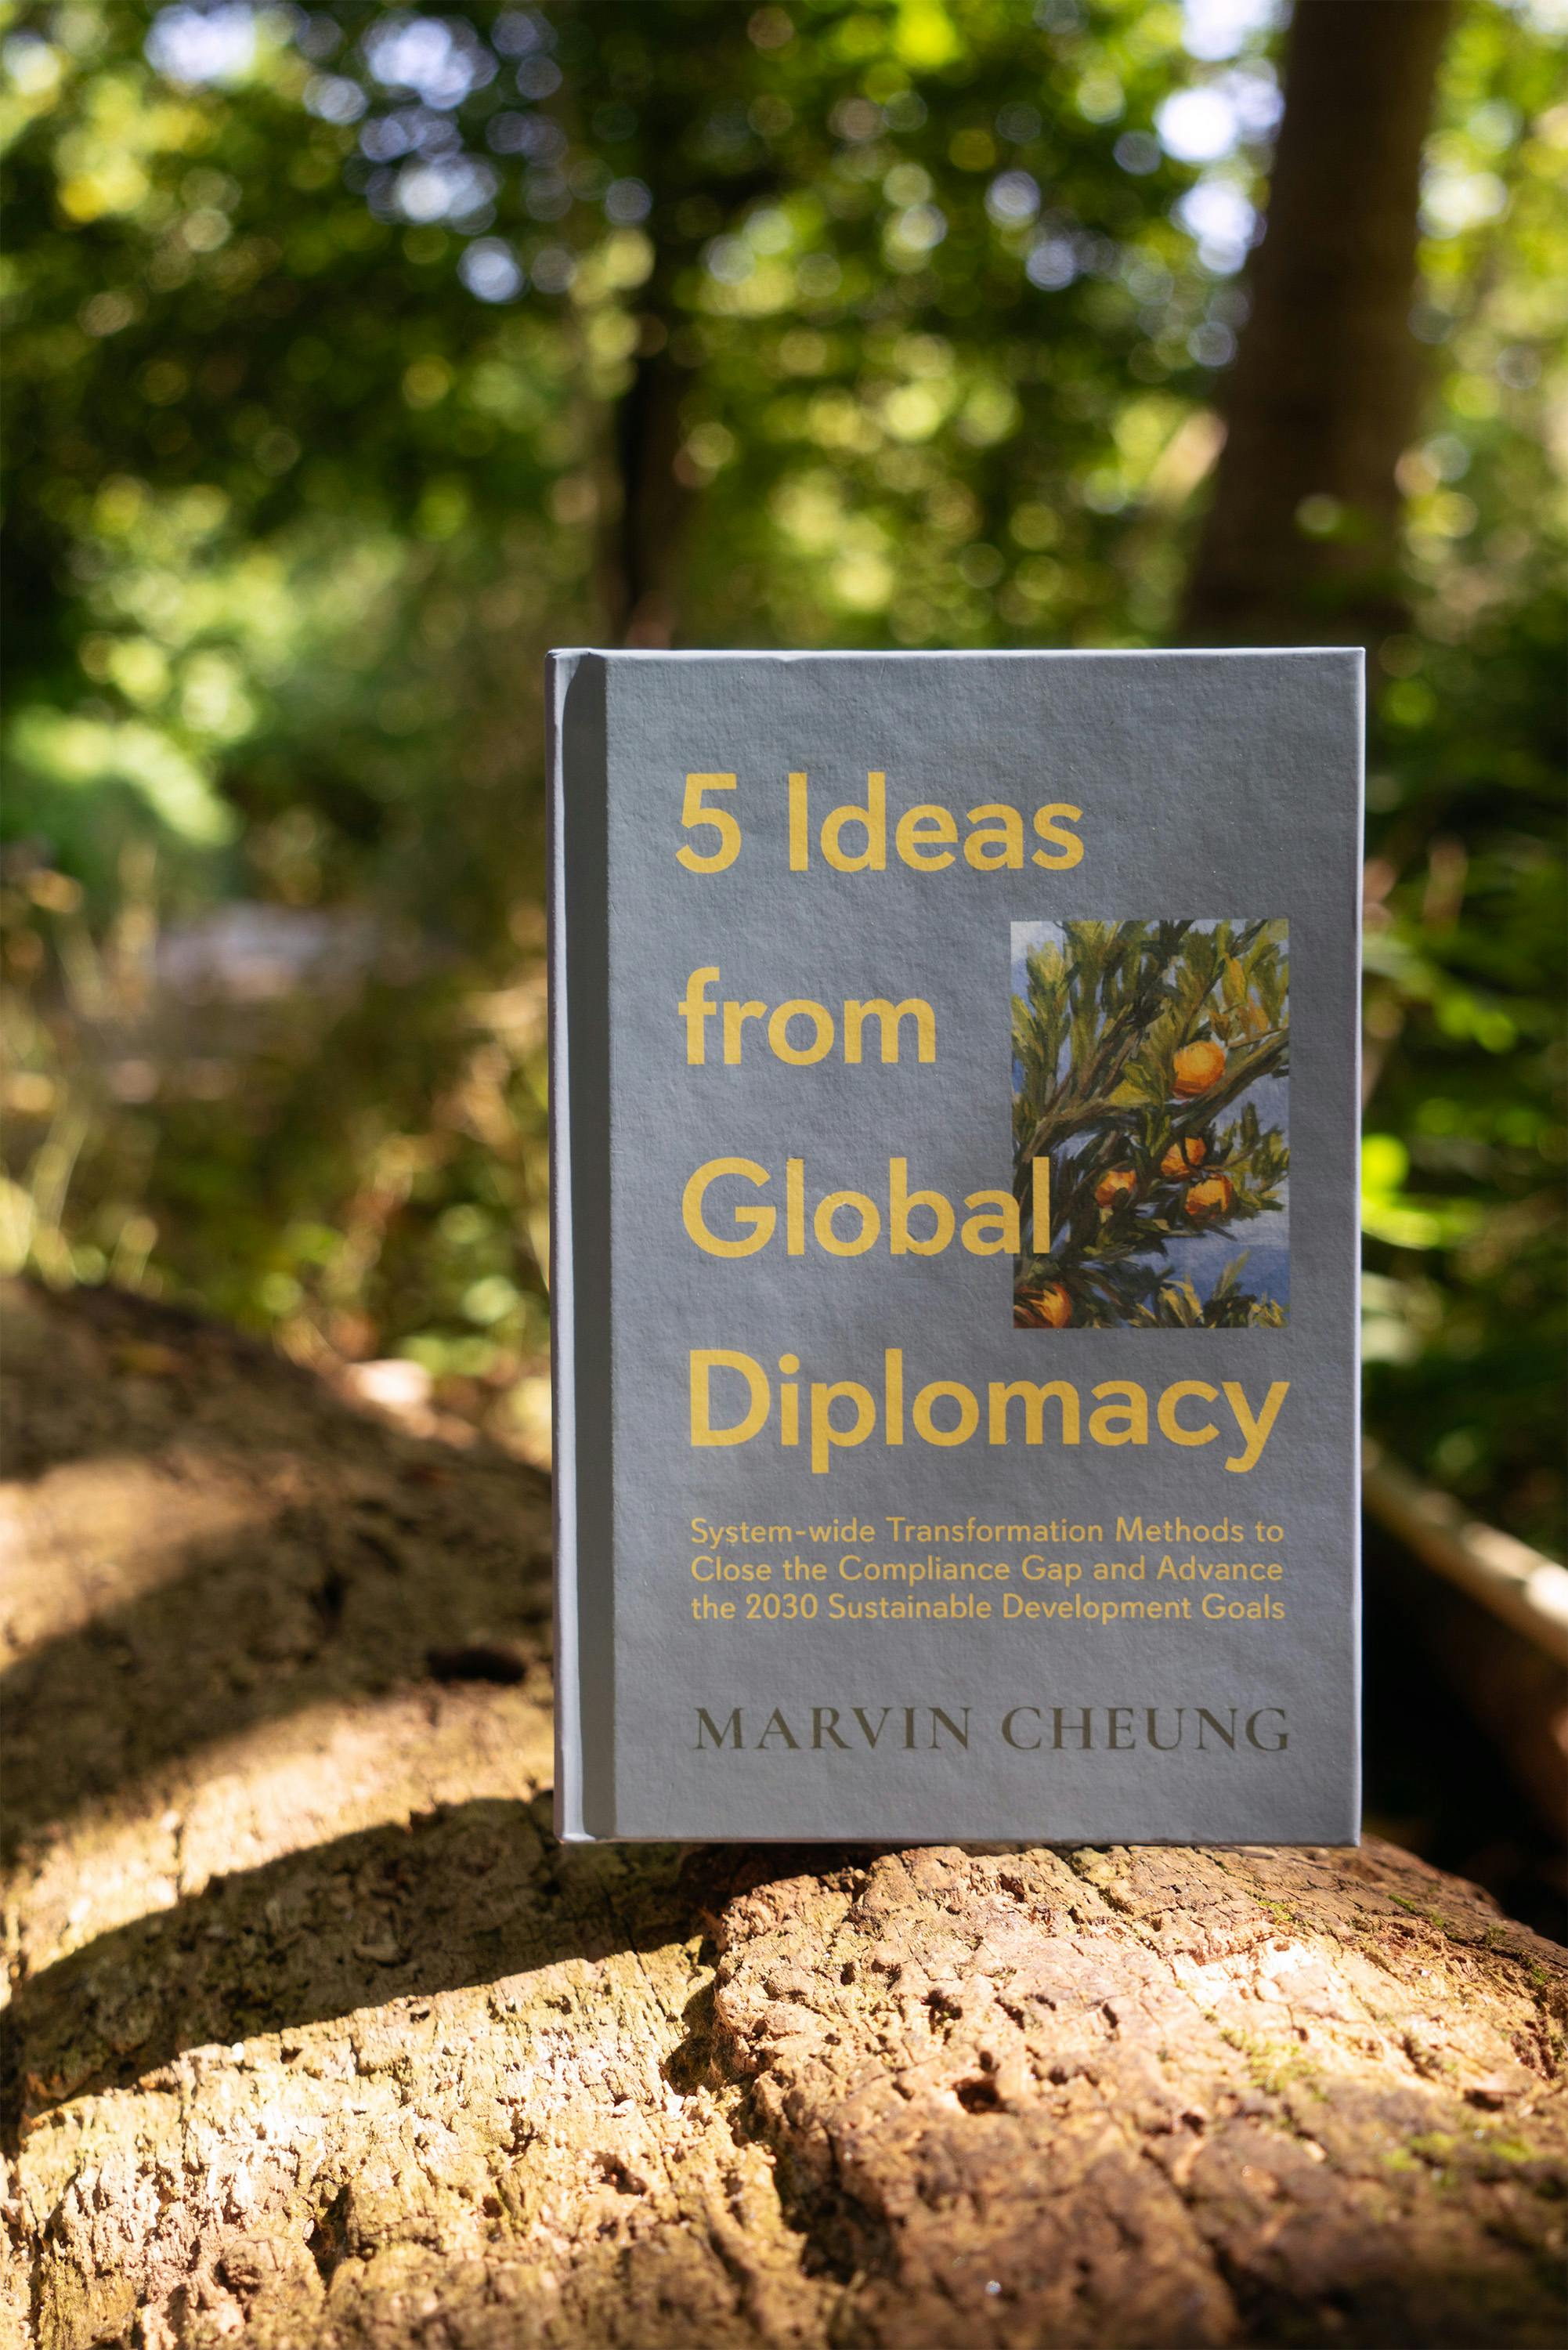 5 Ideas
from
Global
Diplomacy
System-wide Transformation Methods to
Close the Compliance Gap and Advance
the 2030 Sustainable Development Goals
MARVIN CHEUNG